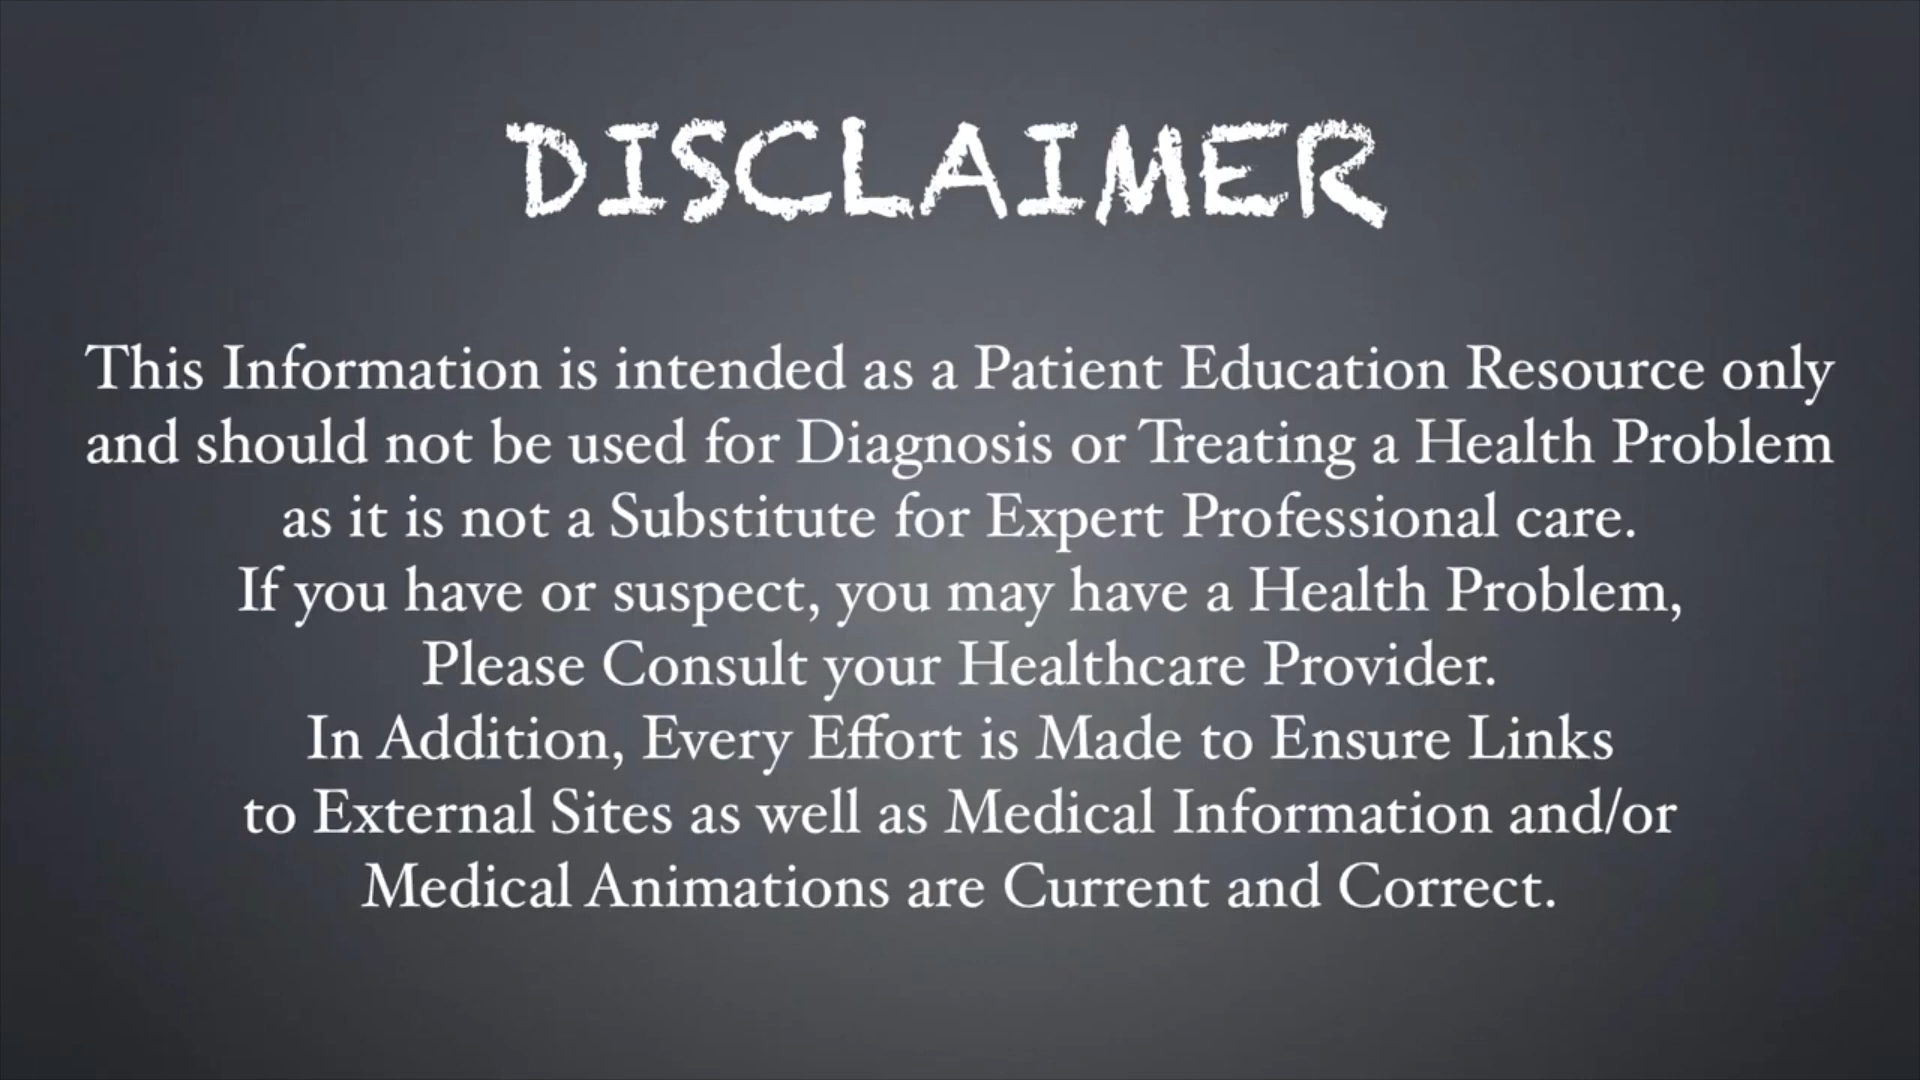 DISCLAIMER
This Information is intended as a Patient Education Resource only
and should not be used for Diagnosis or Treating a Health Problem
as it is not a Substitute for Expert Professional care.
If you have or suspect, you may have a Health Problem,
Please Consult your Healthcare Provider.
In Addition, Every Effort is Made to Ensure Links
to External Sites as well as Medical Information and/or
Medical Animations are Current and Correct.